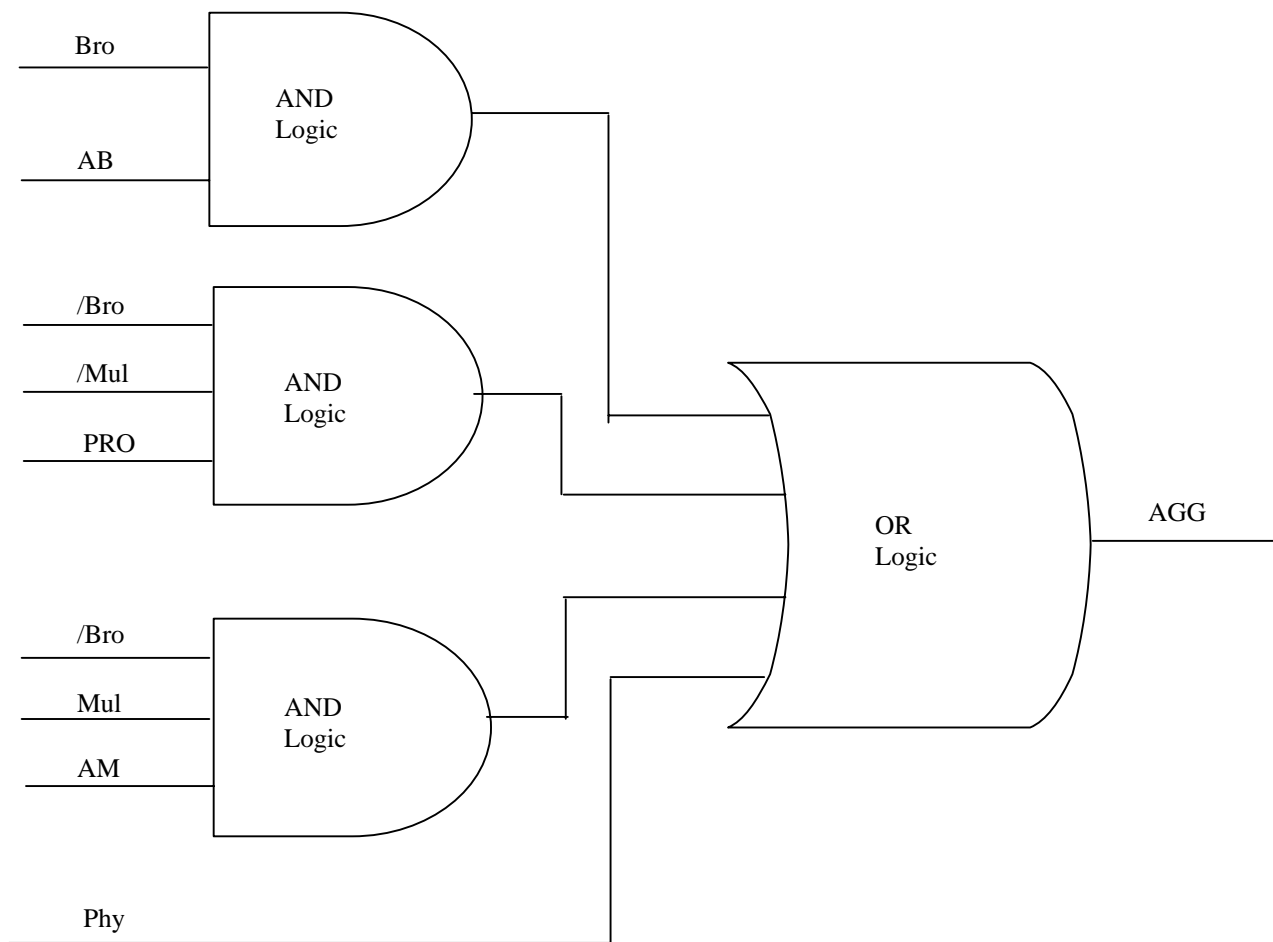 Bro
AND
Logic
AB
/Bro
/Mul
AND
Logic
PRO
OR
Logic
AGG
/Bro
Mul
AND
Logic
AM
Phy